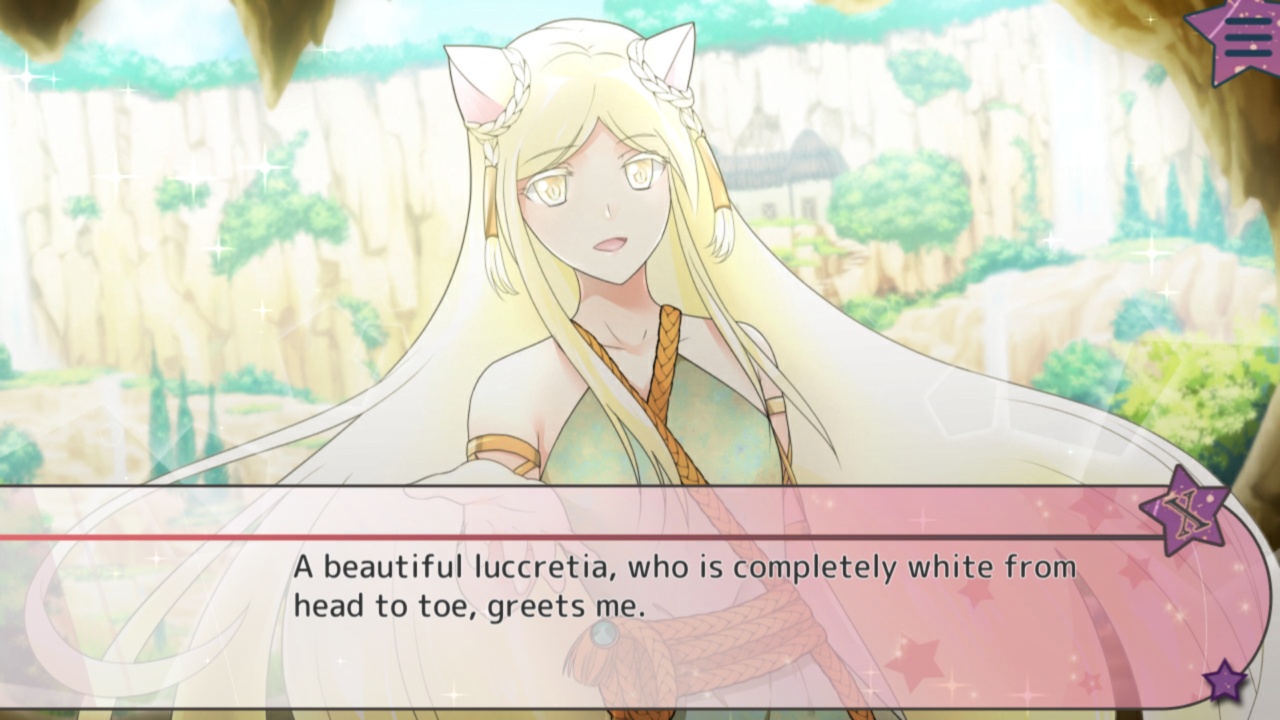 X
A beautiful luccretia, who is completely white from
head to toe, greets me.